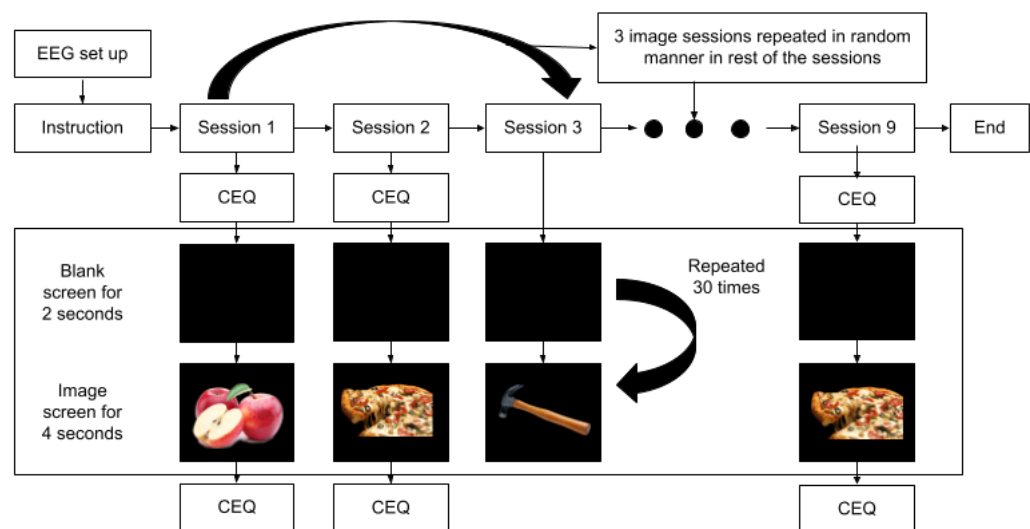 EEG set up
3 image sessions repeated in random
manner in rest of the sessions
Instruction
Session 1
Session 2
Session 3
Session 9
End
CEQ
CEQ
CEQ
Blank
screen for
2 seconds
Repeated
30 times
Image
screen for
4 seconds
CEQ
CEQ
CEQ